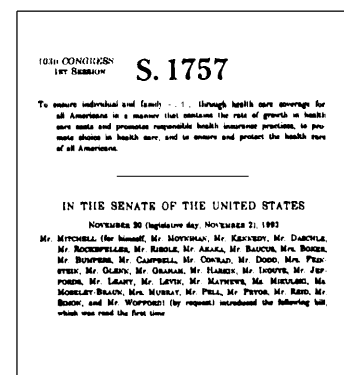 103D CONGRESS
1ST SESSION
S. 1757
To ensure individual and family through health care coverage for
all Americans in a manner that contains the rate of growth in health
care costs and promotes responsible health insurance practices, to pro-
mote choice in health care, and to ensure and protect the health care
of all Americans.
IN THE SENATE OF THE UNITED STATES
NOVEMBER 20 (legislative day, NOVEMBER 2), 1993
Mr. MITCHELL (for himself, Mr. MOYNIHAN, Mr. KENNEDY, Mr. DASCHLE,
Mr. ROCKEFELLER, Mr. RIEGLE, Mr. AKAKA, Mr. BAUCUS, Mrs. BOXER,
Mr. BUMPERS, Mr. CAMPBELL, Mr. CONRAD, Mr. DODD, Mrs. FEIN-
STEIN, Mr. GLENN, Mr. GRAHAM, Mr. HARKIN, Mr. INOUYE, Mr. JEF-
FORDS, Mr. LEAHY, Mr. LEVIN, Mr. MATHEWS, Ms. MIKULSKI, Ms.
MOSELEY-BRAUN, Mrs. MURRAY, Mr. PELL, Mr. PRYOR, Mr. REID, Mr.
SIMON, and Mr. WOFFORD) (by request) introduced the following bill,
which was read the first time